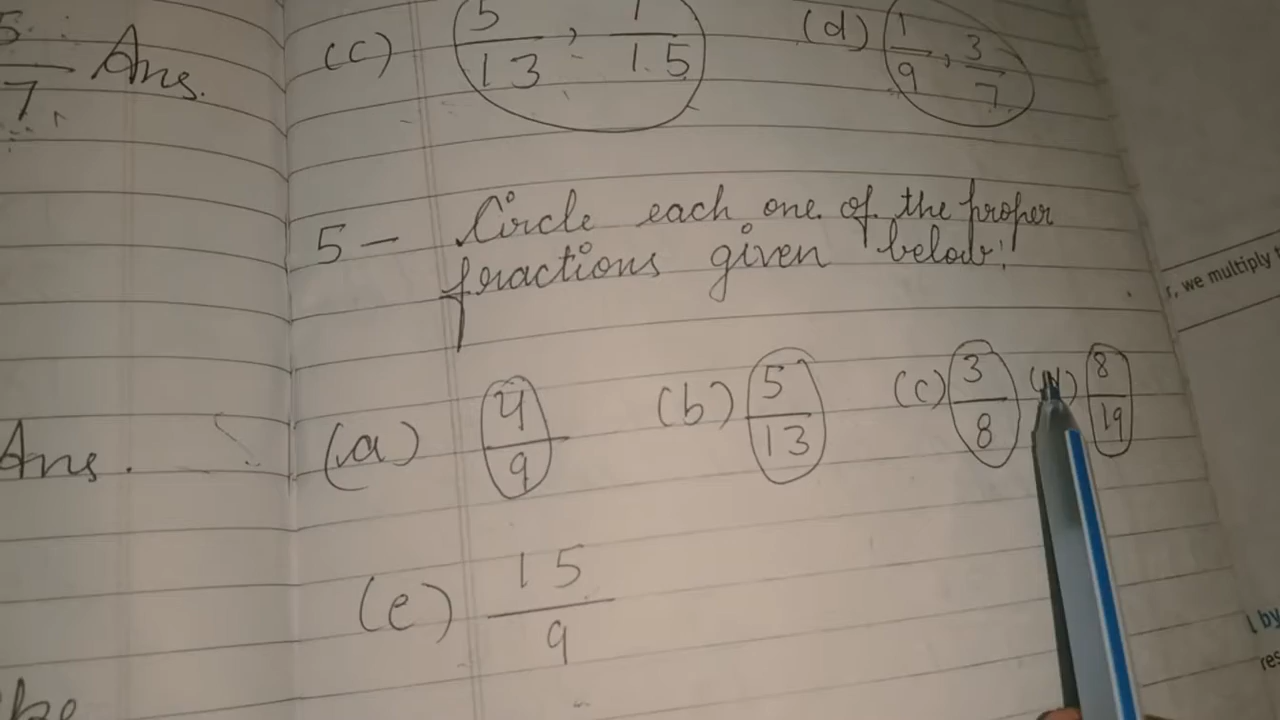 5
7 Ans.
(c) 5/13, 1/15 (d) 1/9, 3/7
5 - Circle each one of the proper
fractions given below:
(a) 4/9 (b) 5/13 (c) 3/8 8/19
Ans.
(e) 15/9
r, we multiply